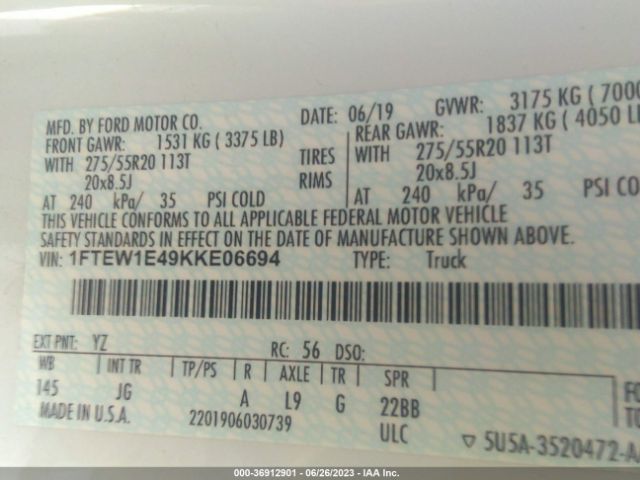 MFD. BY FORD MOTOR CO. DATE: 06/19 GVWR: 3175 KG ( 7000
FRONT GAWR: 1531 KG ( 3375 LB) REAR GAWR: 1837 KG ( 4050 LB
WITH 275/55R20 113T TIRES WITH 275/55R20 113T
20x8.5J RIMS 20x8.5J
AT 240 kPa/ 35 PSI COLD AT 240 kPa/ 35 PSI COLD
THIS VEHICLE CONFORMS TO ALL APPLICABLE FEDERAL MOTOR VEHICLE
SAFETY STANDARDS IN EFFECT ON THE DATE OF MANUFACTURE SHOWN ABOVE.
VIN: 1FTEW1E49KKE06694 TYPE: Truck
EXT PNT: YZ RC: 56 DSO:
WB INT TR TP/PS R AXLE TR SPR
145 JG A L9 G 22BB
MADE IN U.S.A. 2201906030739 ULC
▽ 5U5A-3520472-A
000-36912901 - 06/26/2023 - IAA Inc.